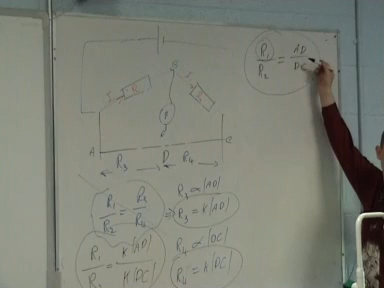 B
A D C
R₃ R₄
R₁/R₂ = AD/DC
R₁/R₂ = R₃/R₄ ⇒
R₃ ∝ |AD|
R₃ = K|AD|
R₄ ∝ |DC|
R₄ = K|DC|
R₁/R₂ = K|AD|/K|DC|